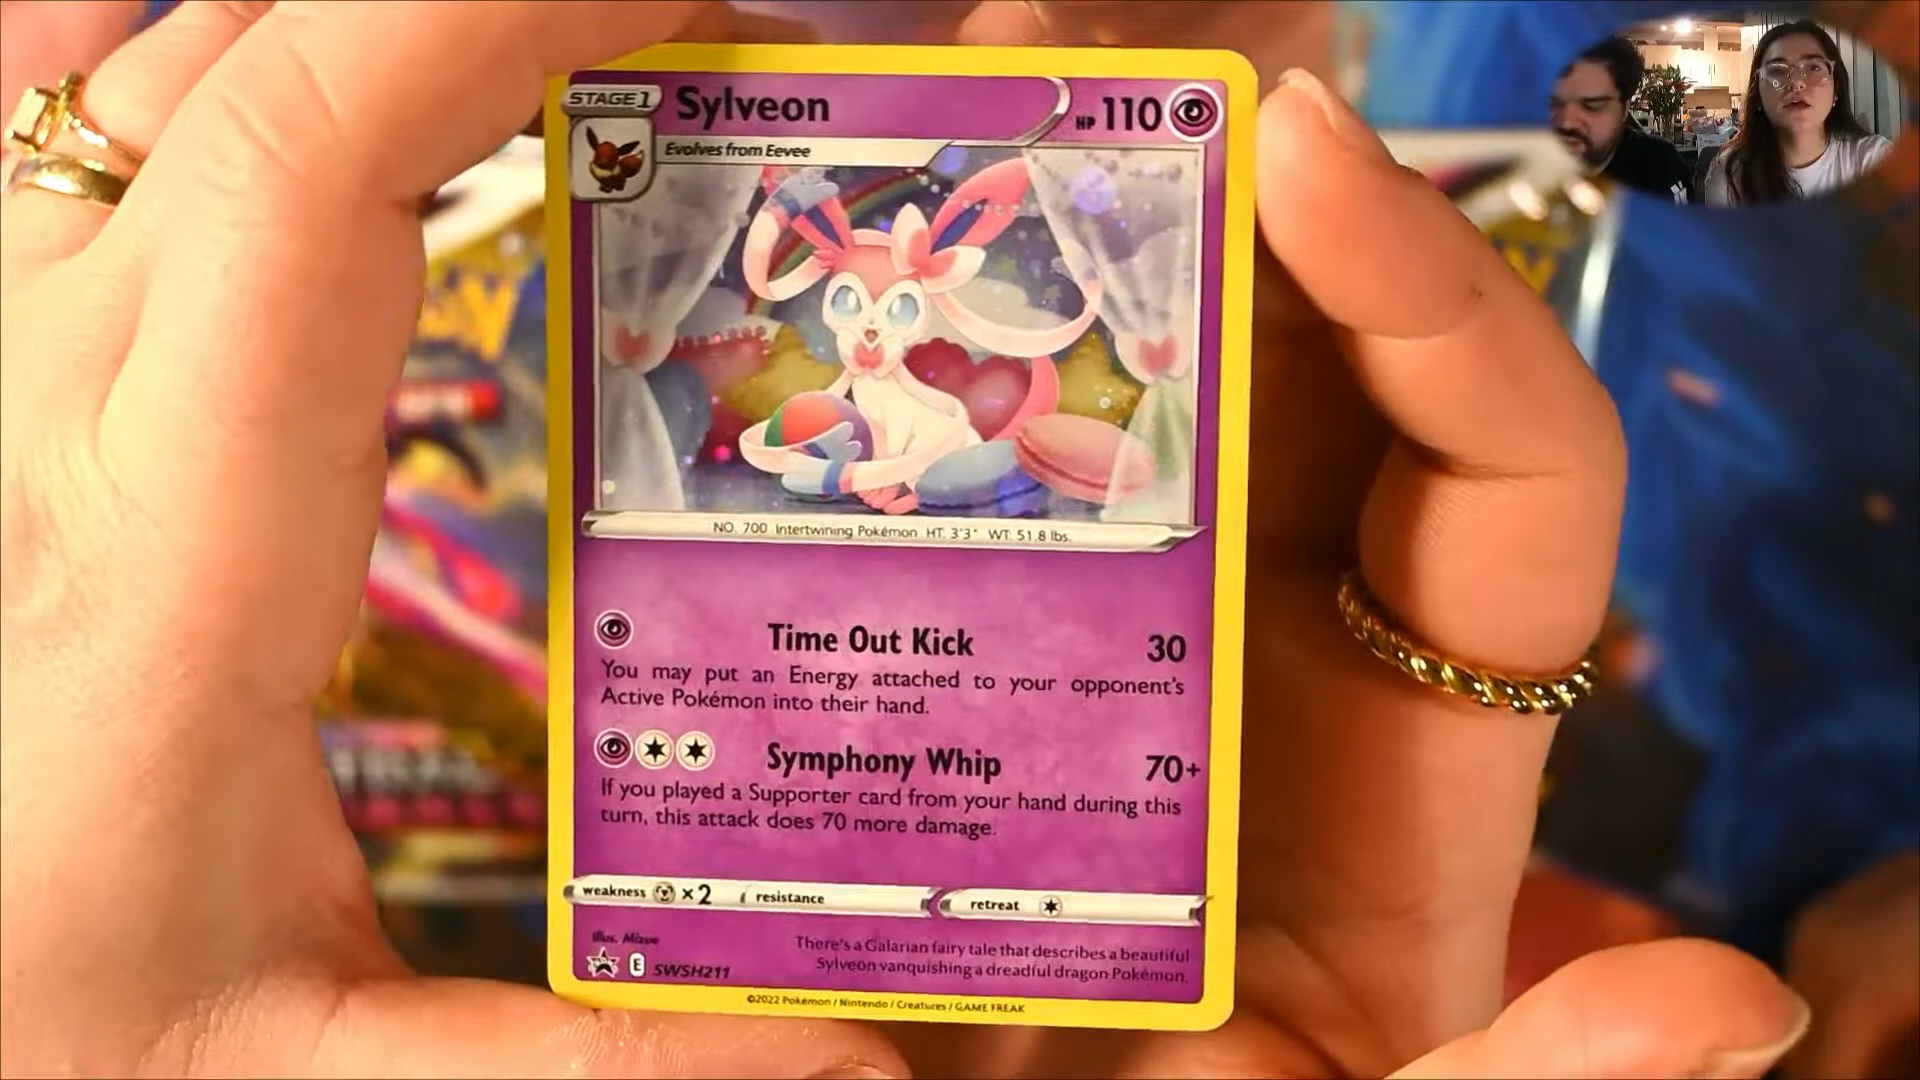 STAGE1
Sylveon
HP 110
Evolves from Eevee
NO. 700 Intertwining Pokémon HT: 3'3" WT: 51.8 lbs.
Time Out Kick 30
You may put an Energy attached to your opponent's
Active Pokémon into their hand.
Symphony Whip 70+
If you played a Supporter card from your hand during this
turn, this attack does 70 more damage.
weakness ×2 resistance retreat
Illus. Mizue
E SWSH211
There's a Galarian fairy tale that describes a beautiful
Sylveon vanquishing a dreadful dragon Pokémon.
©2022 Pokémon / Nintendo / Creatures / GAME FREAK